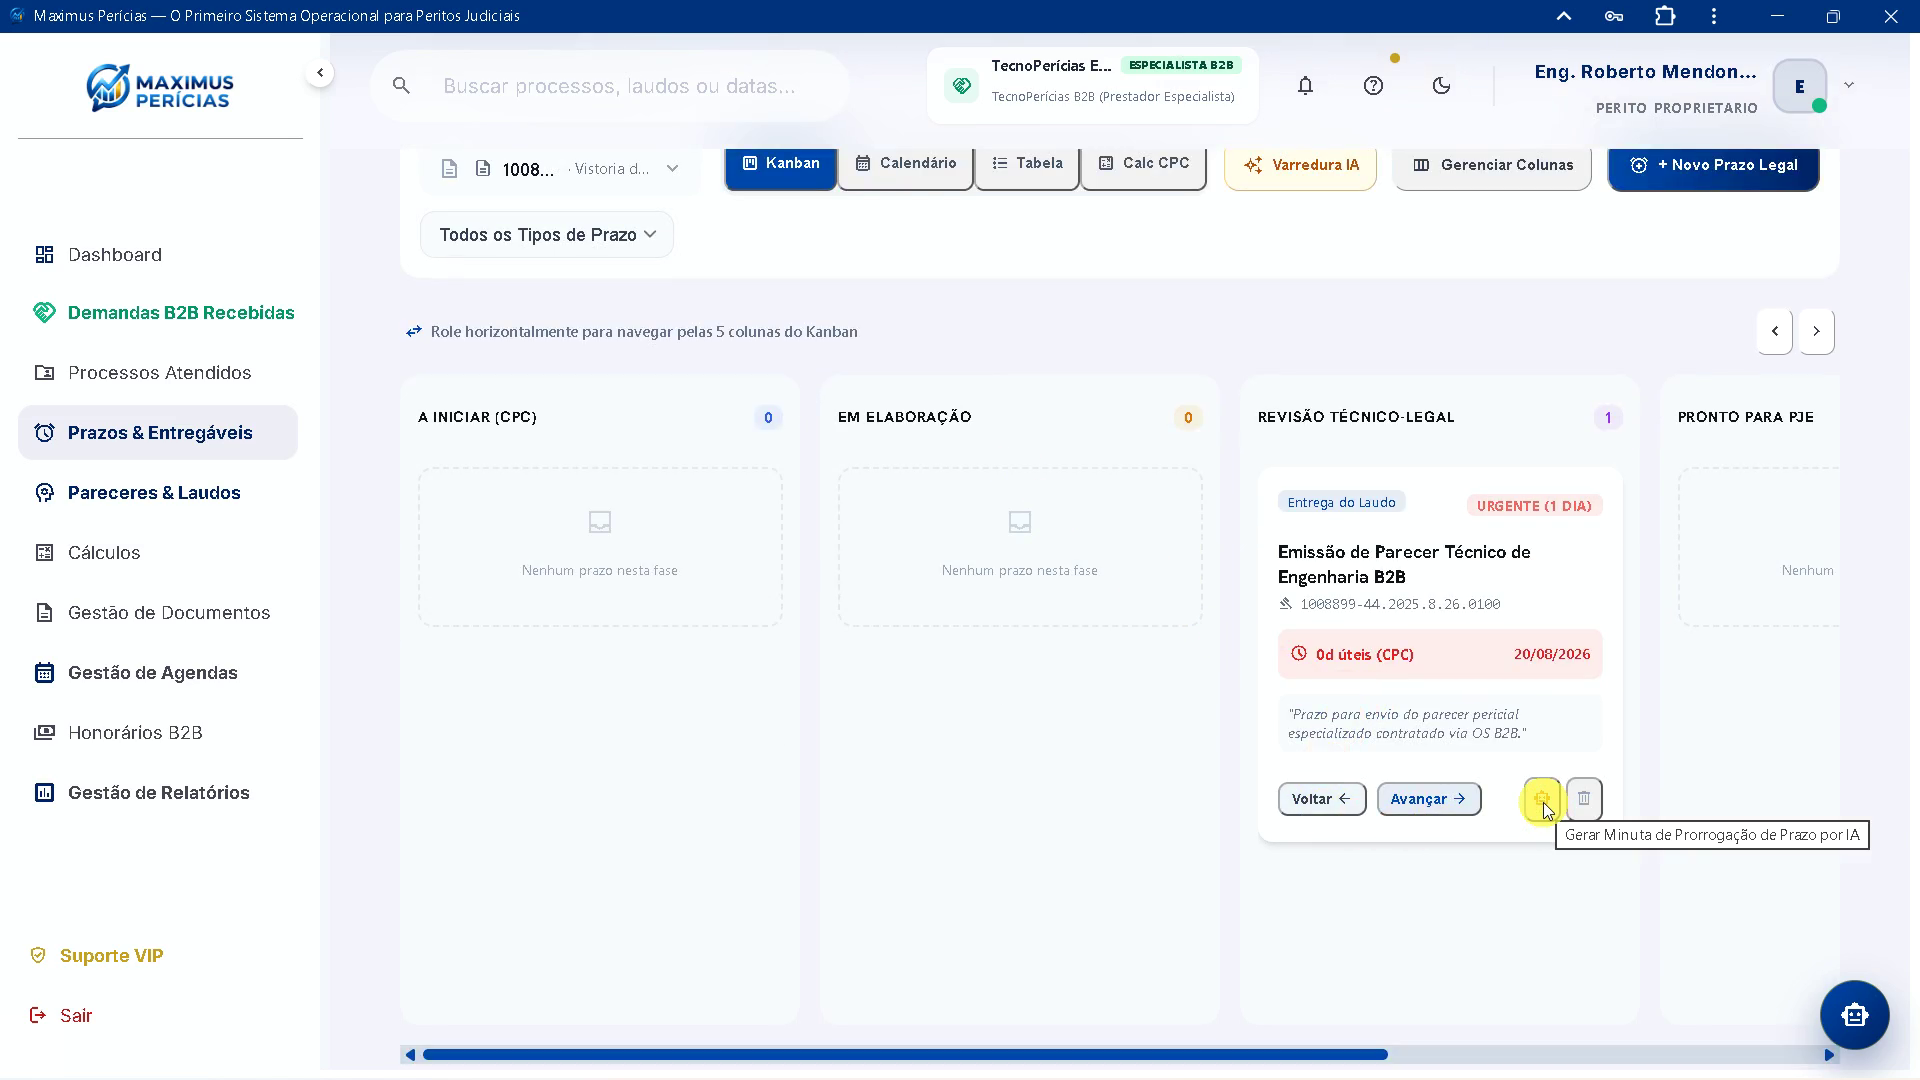 Maximus Perícias — O Primeiro Sistema Operacional para Peritos Judiciais
MAXIMUS
PERÍCIAS
Buscar processos, laudos ou datas...
TecnoPerícias E... ESPECIALISTA B2B
TecnoPerícias B2B (Prestador Especialista)
Eng. Roberto Mendon...
PERITO PROPRIETARIO
E
Dashboard
Demandas B2B Recebidas
Processos Atendidos
Prazos & Entregáveis
Pareceres & Laudos
Cálculos
Gestão de Documentos
Gestão de Agendas
Honorários B2B
Gestão de Relatórios
Suporte VIP
Sair
1008... · Vistoria d...
Kanban
Calendário
Tabela
Calc CPC
Varredura IA
Gerenciar Colunas
+ Novo Prazo Legal
Todos os Tipos de Prazo
Role horizontalmente para navegar pelas 5 colunas do Kanban
A INICIAR (CPC) 0
Nenhum prazo nesta fase
EM ELABORAÇÃO 0
Nenhum prazo nesta fase
REVISÃO TÉCNICO-LEGAL 1
Entrega do Laudo
URGENTE (1 DIA)
Emissão de Parecer Técnico de
Engenharia B2B
1008899-44.2025.8.26.0100
0d úteis (CPC) 20/08/2026
"Prazo para envio do parecer pericial
especializado contratado via OS B2B."
Voltar ←
Avançar →
Gerar Minuta de Prorrogação de Prazo por IA
PRONTO PARA PJE
Nenhum